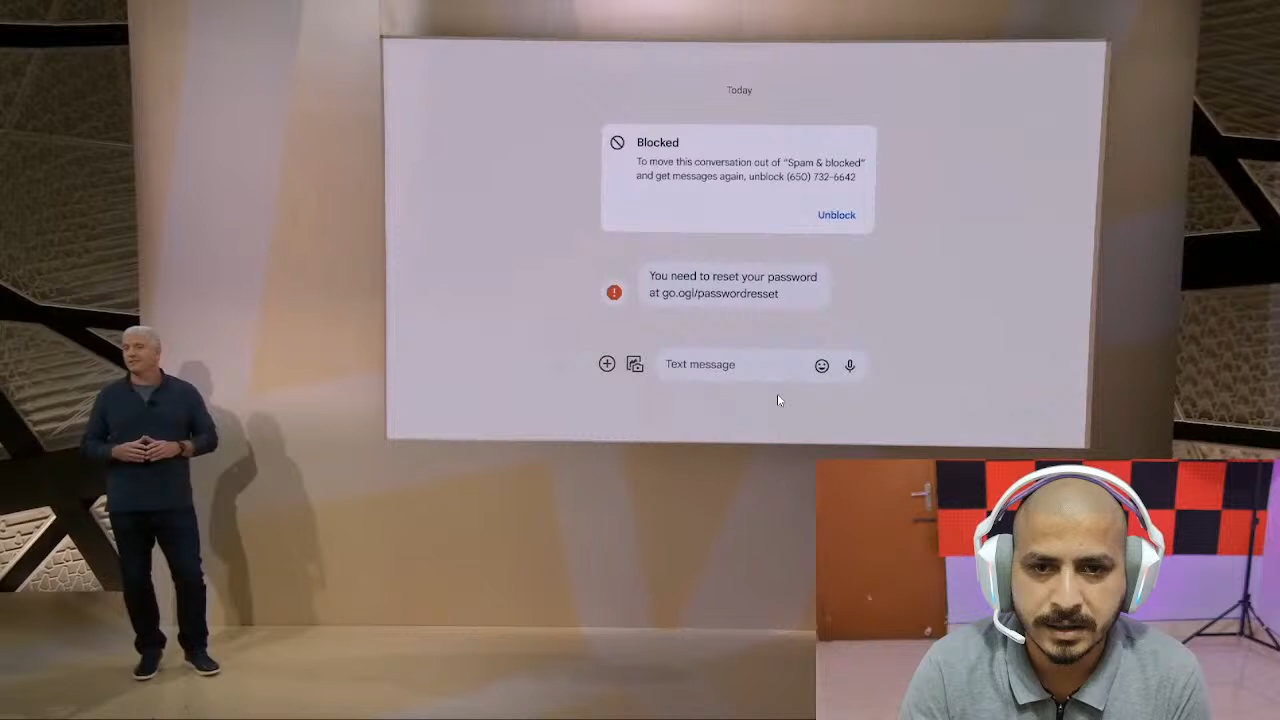 Today
Blocked
To move this conversation out of "Spam & blocked"
and get messages again, unblock (650) 732-6642
Unblock
You need to reset your password
at go.ogl/passwordresset
Text message